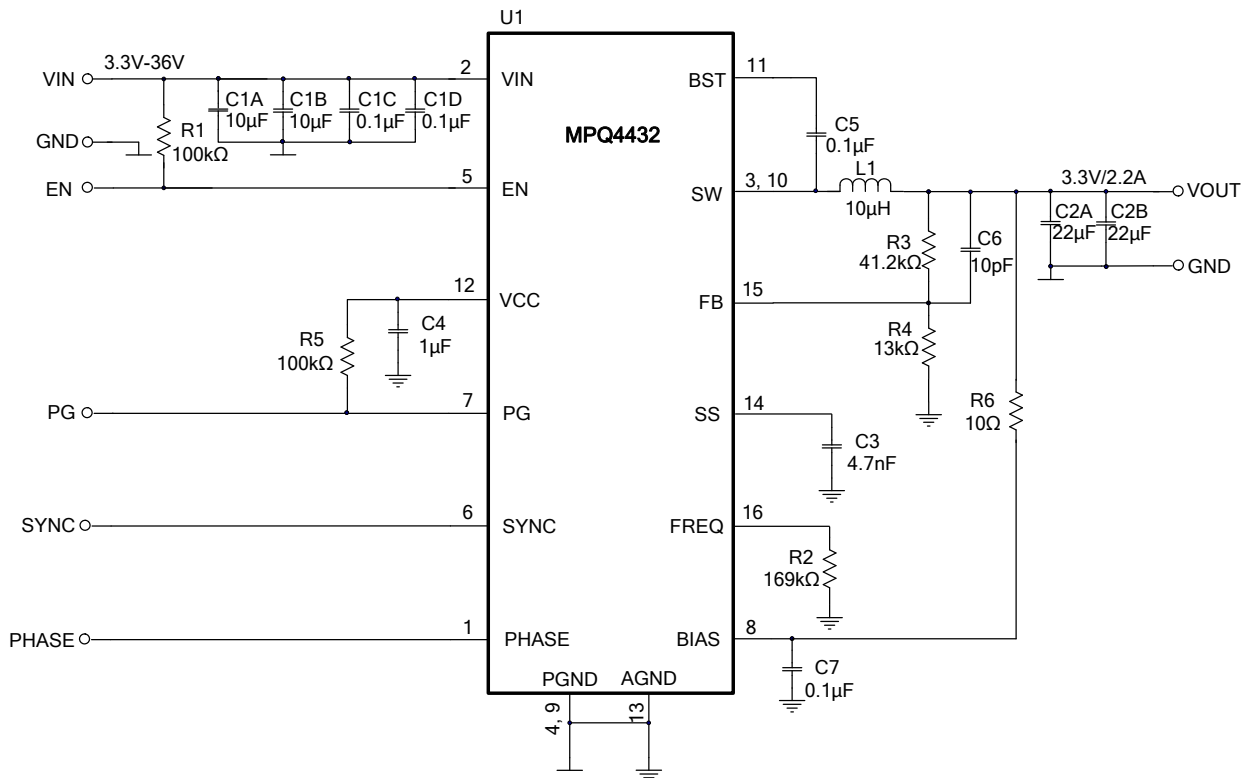 U1
3.3V-36V
VIN
2
VIN
BST
11
C1A
10µF
C1B
10µF
C1C
0.1µF
C1D
0.1µF
R1
100kΩ
MPQ4432
C5
0.1µF
GND
EN
5
EN
SW
3, 10
L1
10µH
3.3V/2.2A
VOUT
C2A
22µF
C2B
22µF
R3
41.2kΩ
C6
10pF
GND
12
VCC
FB
15
C4
1µF
R5
100kΩ
R4
13kΩ
PG
7
PG
SS
14
R6
10Ω
C3
4.7nF
SYNC
6
SYNC
FREQ
16
R2
169kΩ
PHASE
1
PHASE
BIAS
8
C7
0.1µF
PGND
AGND
4, 9
13